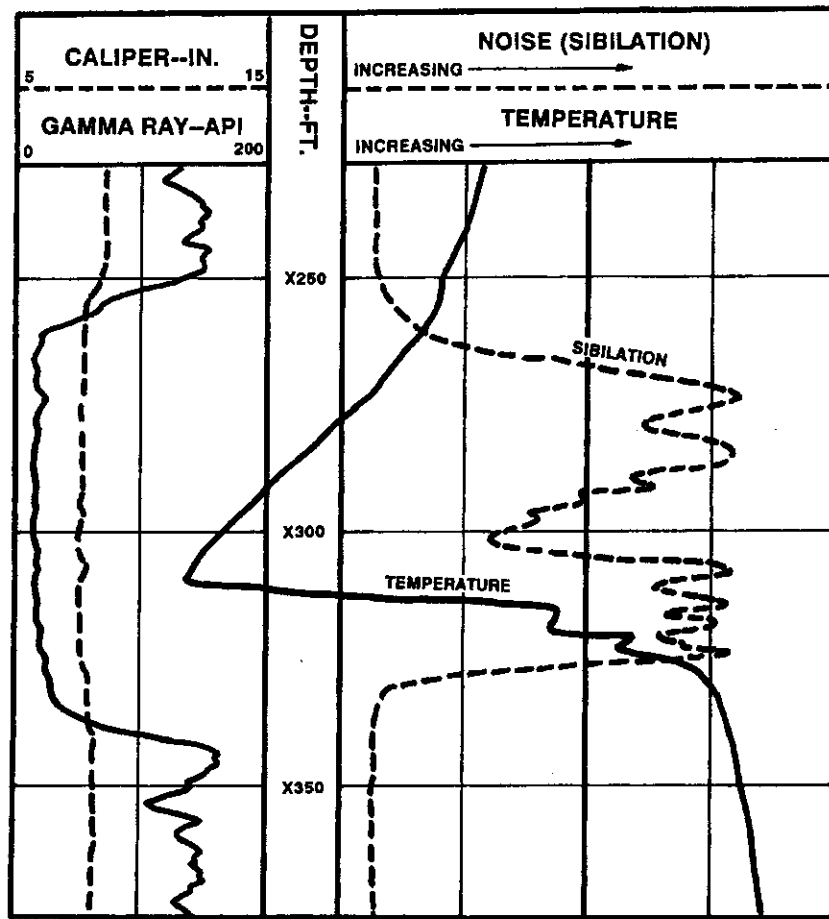 CALIPER--IN.
5 15
GAMMA RAY–API
0 200
DEPTH--FT.
NOISE (SIBILATION)
INCREASING
TEMPERATURE
INCREASING
X250
SIBILATION
X300
TEMPERATURE
X350